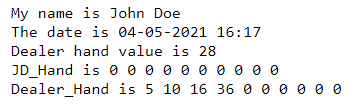 My name is John Doe
The date is 04-05-2021 16:17
Dealer hand value is 28
JD_Hand is 0 0 0 0 0 0 0 0 0 0
Dealer_Hand is 5 10 16 36 0 0 0 0 0 0